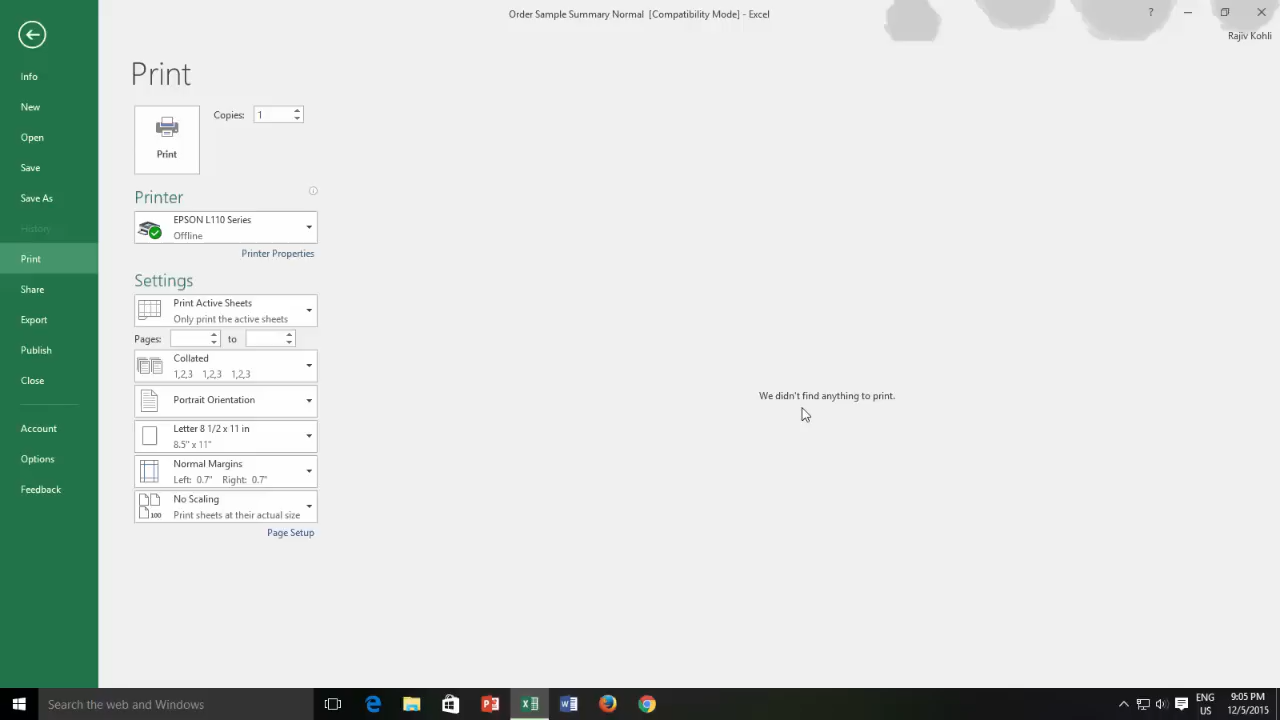 Order Sample Summary Normal  [Compatibility Mode] - Excel
?
Rajiv Kohli
Info
New
Open
Save
Save As
History
Print
Share
Export
Publish
Close
Account
Options
Feedback
Print
Print
Copies: 1
Printer
EPSON L110 Series
Offline
Printer Properties
Settings
Print Active Sheets
Only print the active sheets
Pages: to
Collated
1,2,3 1,2,3 1,2,3
Portrait Orientation
Letter 8 1/2 x 11 in
8.5" x 11"
Normal Margins
Left: 0.7" Right: 0.7"
No Scaling
Print sheets at their actual size
100
Page Setup
We didn't find anything to print.
Search the web and Windows
ENG
US
9:05 PM
12/5/2015